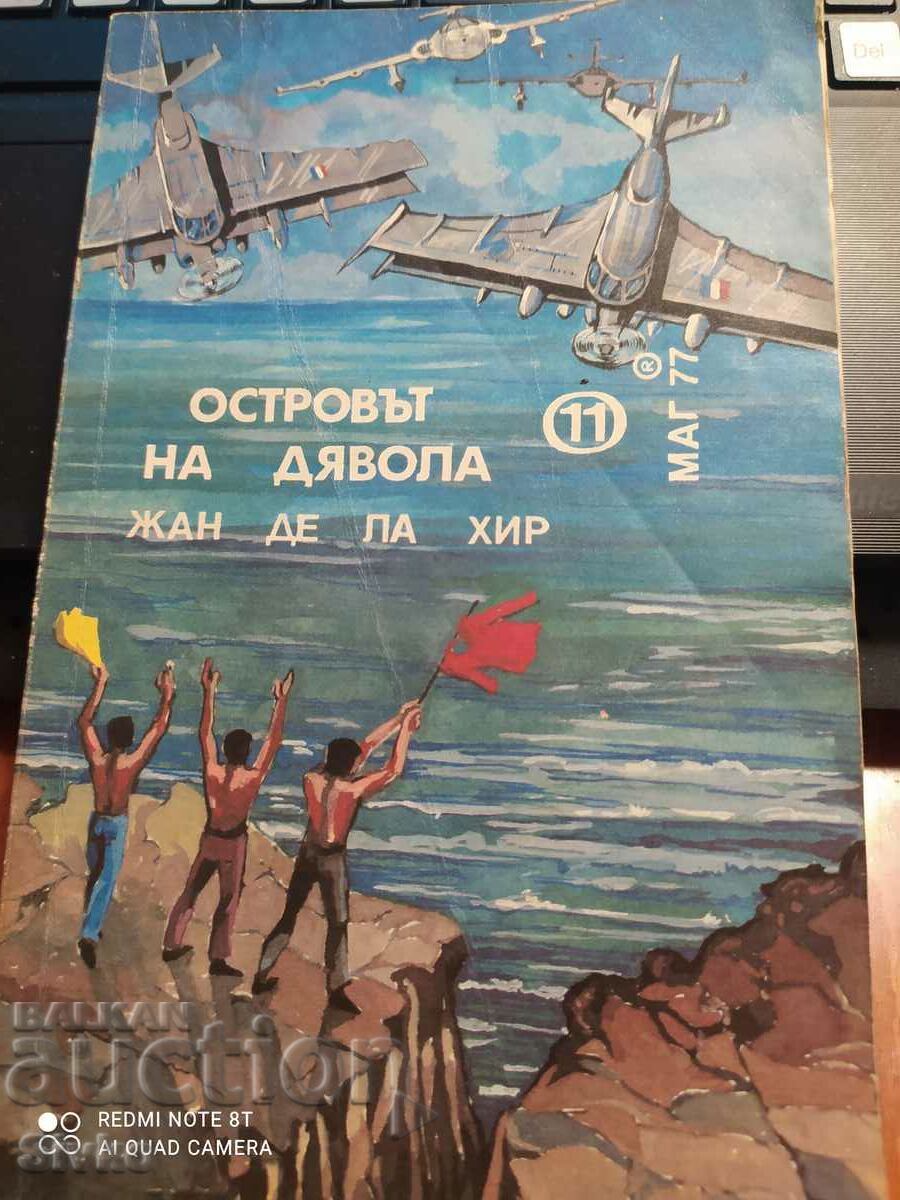 Del
ОСТРОВЪТ
НА ДЯВОЛА
ЖАН ДЕ ЛА ХИР
11
МАГ 77 ®
BALKAN
auction
REDMI NOTE 8T
AI QUAD CAMERA